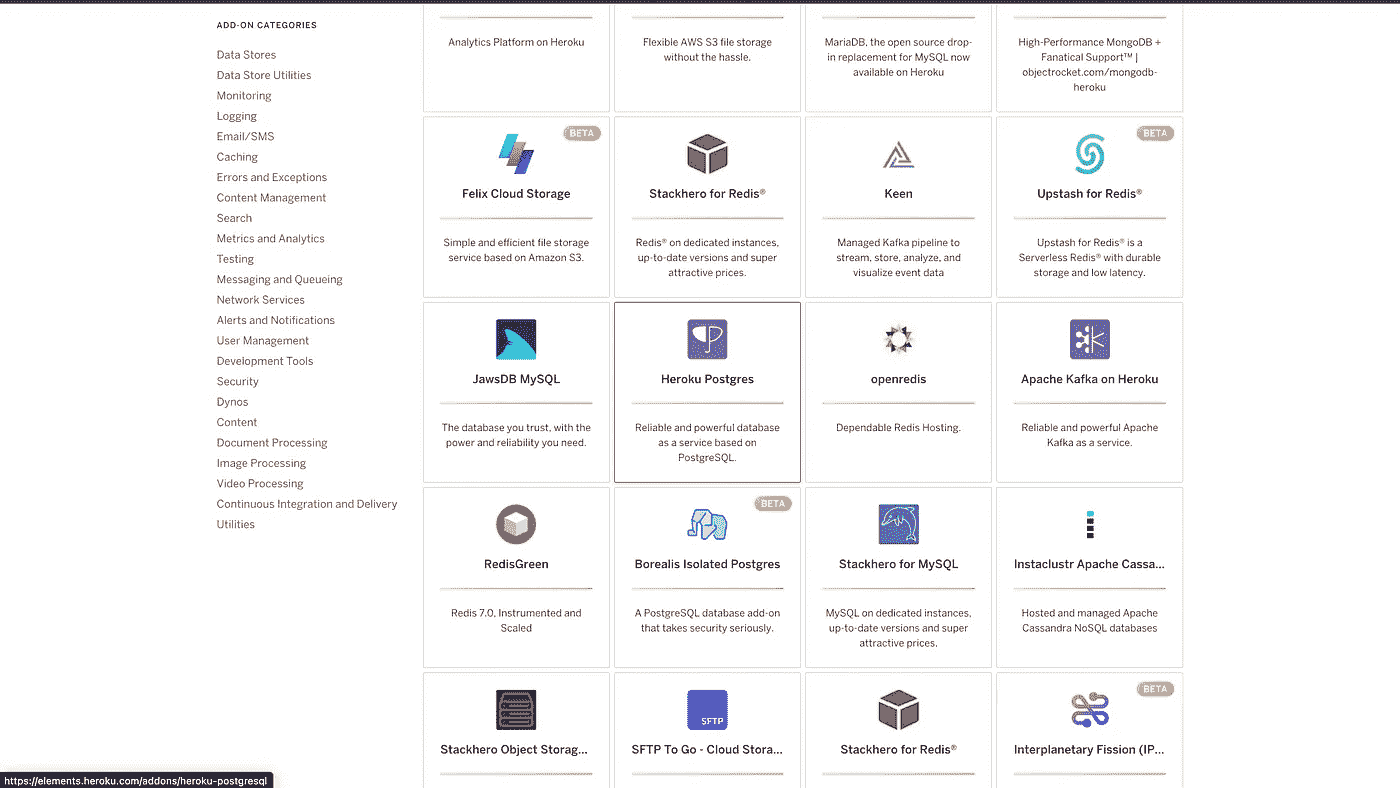 ADD-ON CATEGORIES
Data Stores
Data Store Utilities
Monitoring
Logging
Email/SMS
Caching
Errors and Exceptions
Content Management
Search
Metrics and Analytics
Testing
Messaging and Queueing
Network Services
Alerts and Notifications
User Management
Development Tools
Security
Dynos
Content
Document Processing
Image Processing
Video Processing
Continuous Integration and Delivery
Utilities
Analytics Platform on Heroku
Flexible AWS S3 file storage
without the hassle.
MariaDB, the open source drop-
in replacement for MySQL now
available on Heroku
High-Performance MongoDB +
Fanatical Support™ |
objectrocket.com/mongodb-
heroku
BETA
Felix Cloud Storage
Simple and efficient file storage
service based on Amazon S3.
Stackhero for Redis®
Redis® on dedicated instances,
up-to-date versions and super
attractive prices.
Keen
Managed Kafka pipeline to
stream, store, analyze, and
visualize event data
BETA
Upstash for Redis®
Upstash for Redis® is a
Serverless Redis® with durable
storage and low latency.
JawsDB MySQL
The database you trust, with the
power and reliability you need.
Heroku Postgres
Reliable and powerful database
as a service based on
PostgreSQL.
openredis
Dependable Redis Hosting.
Apache Kafka on Heroku
Reliable and powerful Apache
Kafka as a service.
RedisGreen
Redis 7.0, Instrumented and
Scaled
BETA
Borealis Isolated Postgres
A PostgreSQL database add-on
that takes security seriously.
Stackhero for MySQL
MySQL on dedicated instances,
up-to-date versions and super
attractive prices.
Instaclustr Apache Cassa...
Hosted and managed Apache
Cassandra NoSQL databases
Stackhero Object Storag...
SFTP
SFTP To Go - Cloud Stora...
Stackhero for Redis®
BETA
Interplanetary Fission (IP...
https://elements.heroku.com/addons/heroku-postgresql